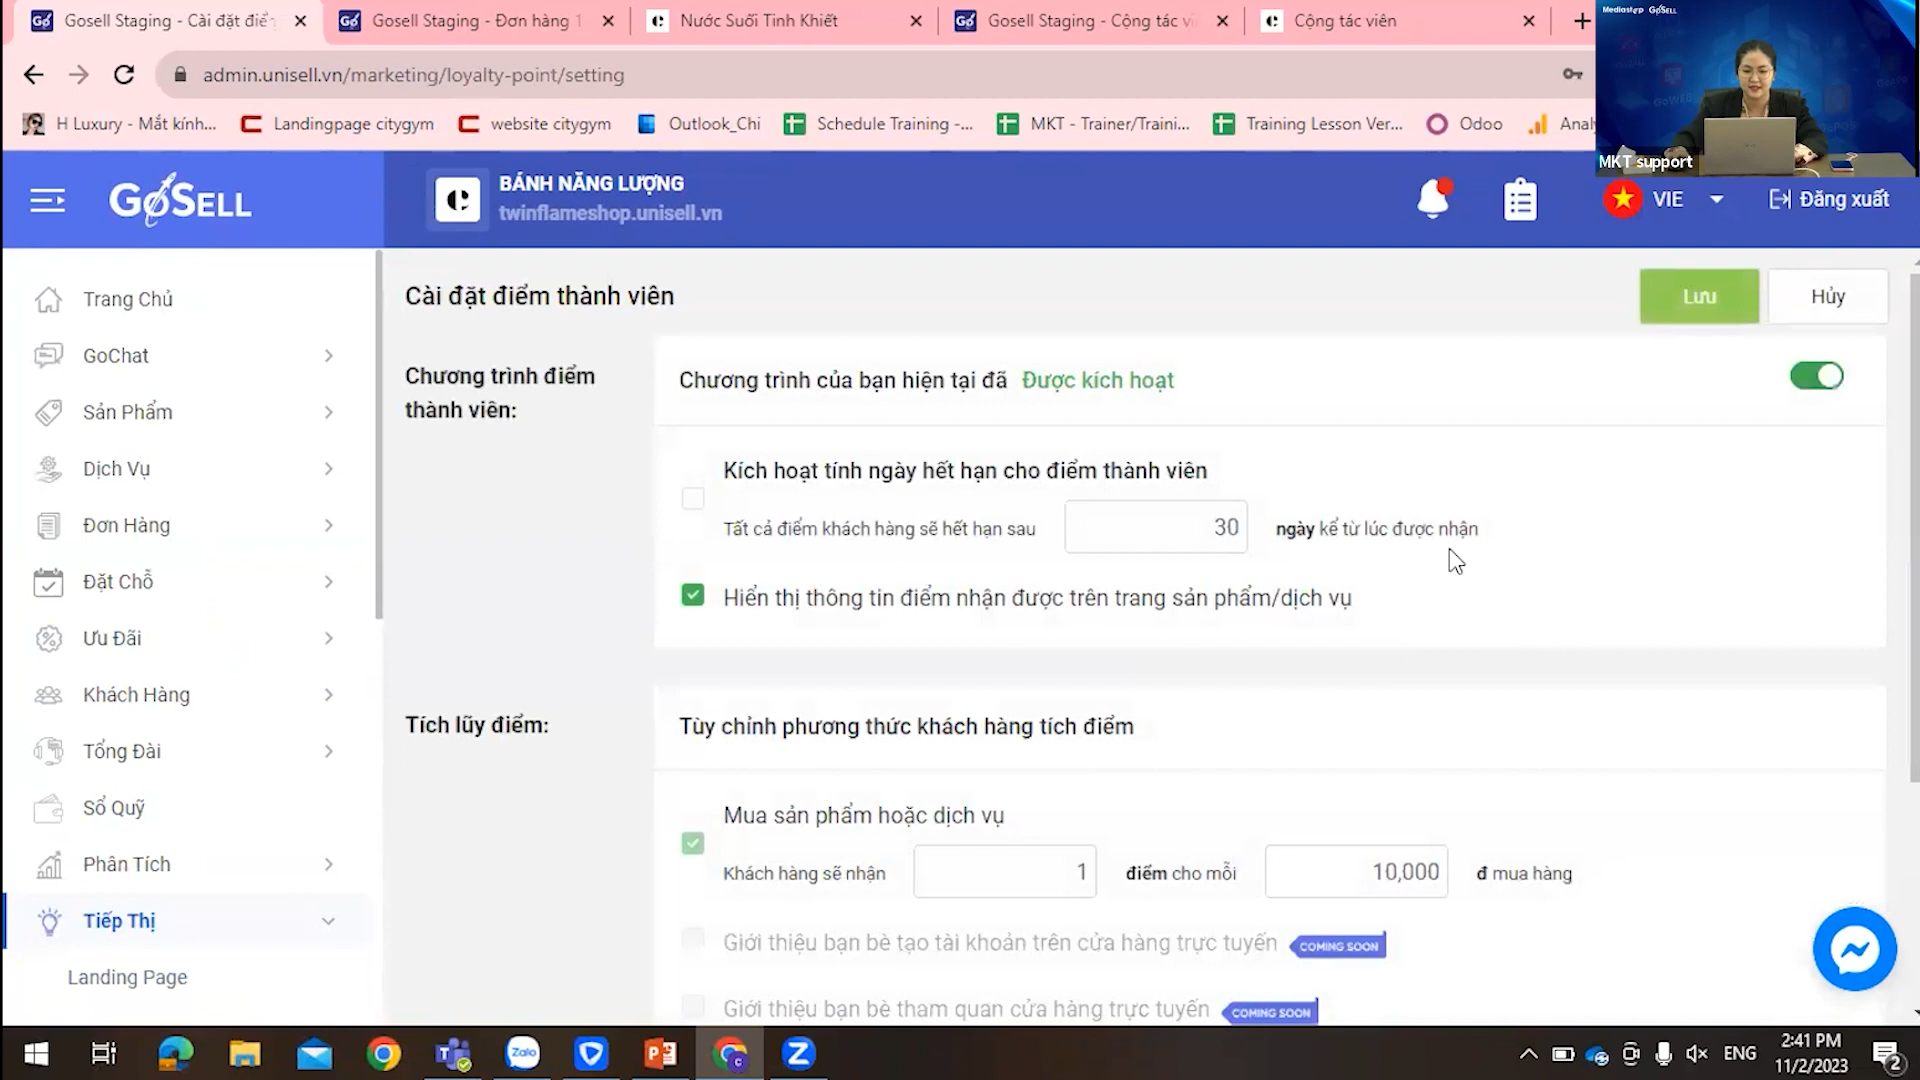 Gosell Staging - Cài đặt điể
Gosell Staging - Đơn hàng 1
Nước Suối Tinh Khiết
Gosell Staging - Cộng tác vi
Cộng tác viên
Mediastep GoSELL
admin.unisell.vn/marketing/loyalty-point/setting
H Luxury - Mắt kính...
Landingpage citygym
website citygym
Outlook_Chi
Schedule Training -...
MKT - Trainer/Traini...
Training Lesson Ver...
Odoo
Anal
MKT support
GoSELL
BÁNH NĂNG LƯỢNG
twinflameshop.unisell.vn
VIE
Đăng xuất
Trang Chủ
GoChat
Sản Phẩm
Dịch Vụ
Đơn Hàng
Đặt Chỗ
Ưu Đãi
Khách Hàng
Tổng Đài
Sổ Quỹ
Phân Tích
Tiếp Thị
Landing Page
Cài đặt điểm thành viên
Lưu
Hủy
Chương trình điểm
thành viên:
Chương trình của bạn hiện tại đã Được kích hoạt
Kích hoạt tính ngày hết hạn cho điểm thành viên
Tất cả điểm khách hàng sẽ hết hạn sau 30 ngày kể từ lúc được nhận
Hiển thị thông tin điểm nhận được trên trang sản phẩm/dịch vụ
Tích lũy điểm:
Tùy chỉnh phương thức khách hàng tích điểm
Mua sản phẩm hoặc dịch vụ
Khách hàng sẽ nhận 1 điểm cho mỗi 10,000 đ mua hàng
Giới thiệu bạn bè tạo tài khoản trên cửa hàng trực tuyến COMING SOON
Giới thiệu bạn bè tham quan cửa hàng trực tuyến COMING SOON
Zalo
ENG
2:41 PM
11/2/2023
2